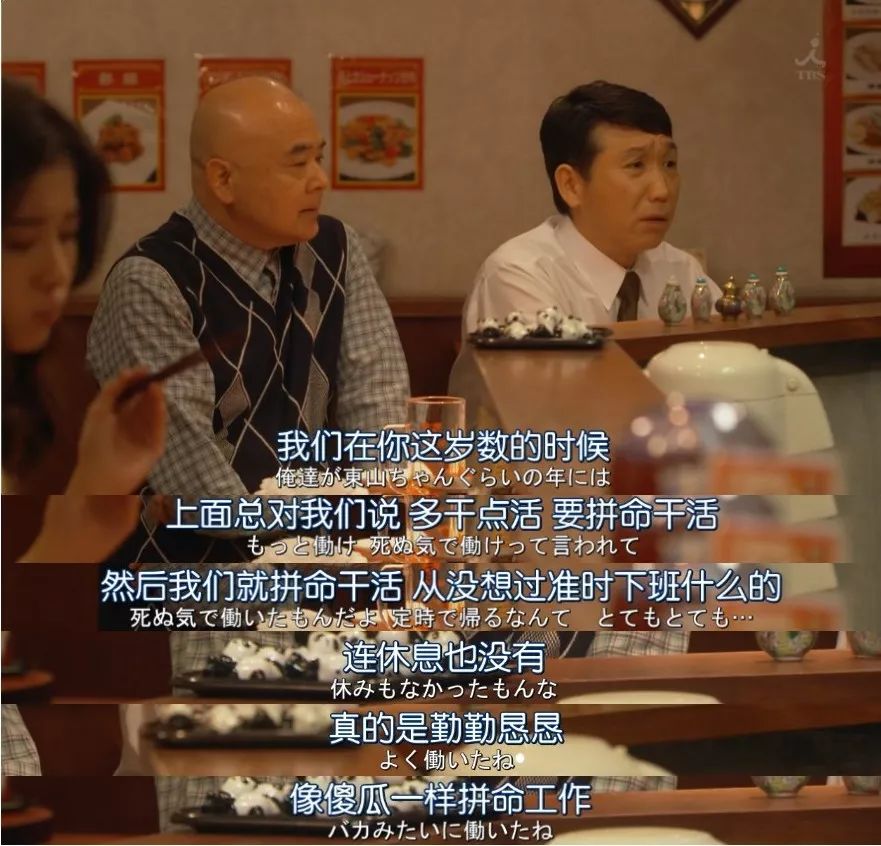 TBS
我们在你这岁数的时候
俺達が東山ちゃんぐらいの年には
上面总对我们说 多干点活 要拼命干活
もっと働け 死ぬ気で働けって言われて
然后我们就拼命干活 从没想过准时下班什么的
死ぬ気で働いたもんだよ 定時で帰るなんて とてもとても…
连休息也没有
休みもなかったもんな
真的是勤勤恳恳
よく働いたね
像傻瓜一样拼命工作
バカみたいに働いたね